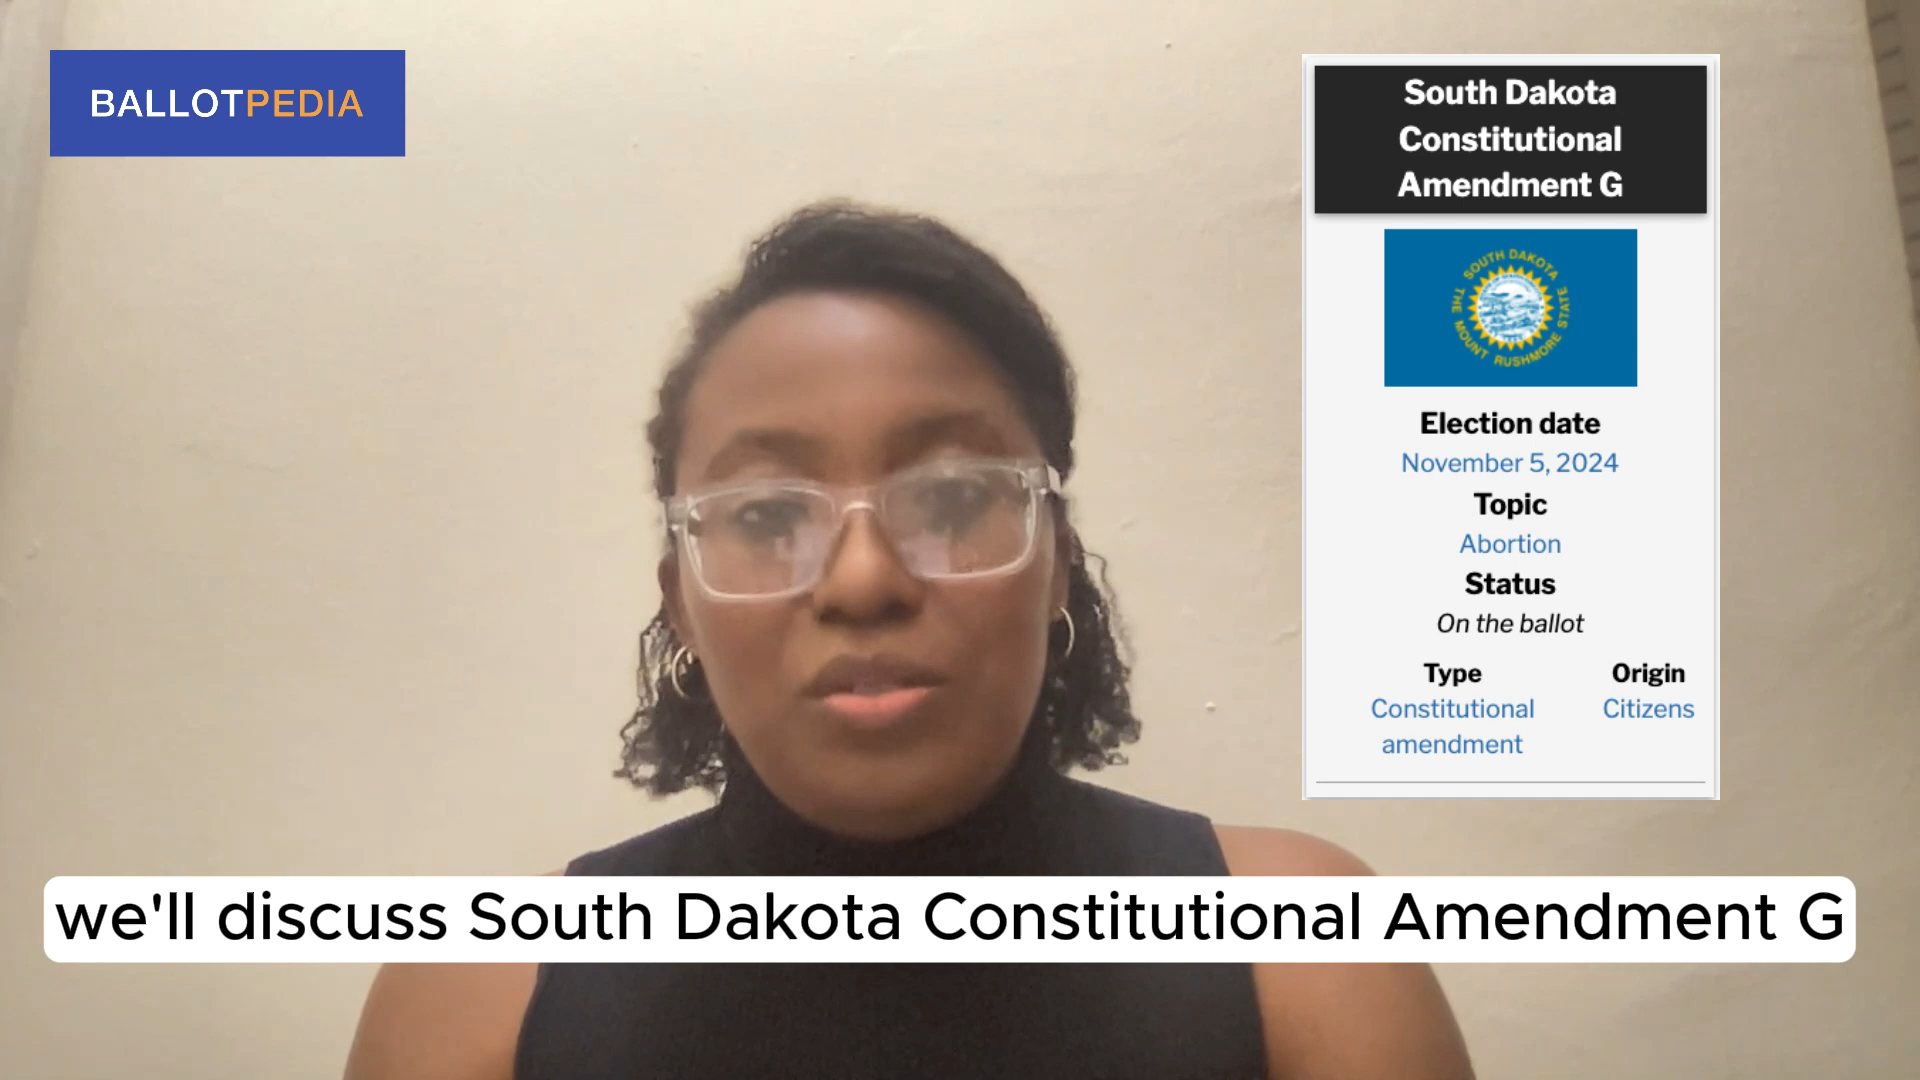 BALLOTPEDIA
South Dakota
Constitutional
Amendment G
SOUTH DAKOTA
THE MOUNT RUSHMORE STATE
Election date
November 5, 2024
Topic
Abortion
Status
On the ballot
Type Origin
Constitutional Citizens
amendment
we'll discuss South Dakota Constitutional Amendment G